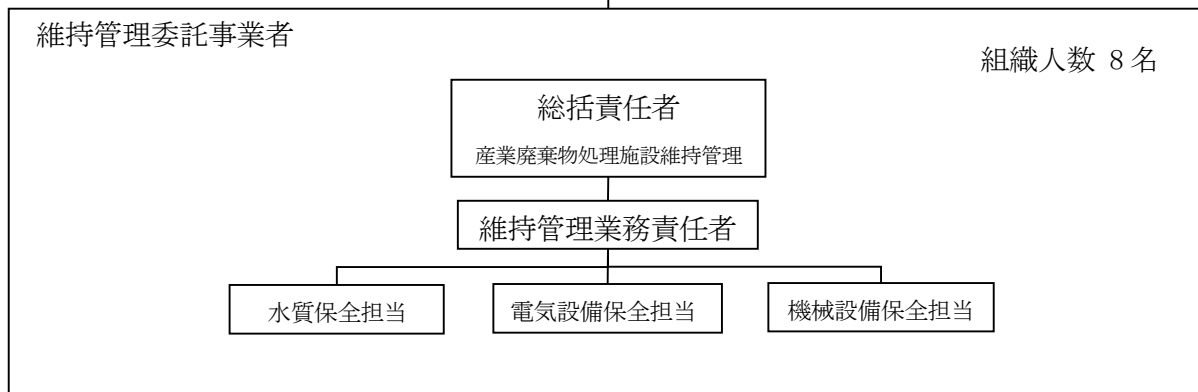 維持管理委託事業者
組織人数 8名
総括責任者
産業廃棄物処理施設維持管理
維持管理業務責任者
水質保全担当
電気設備保全担当
機械設備保全担当